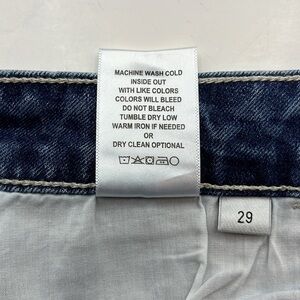 MACHINE WASH COLD
INSIDE OUT
WITH LIKE COLORS
COLORS WILL BLEED
DO NOT BLEACH
TUMBLE DRY LOW
WARM IRON IF NEEDED
OR
DRY CLEAN OPTIONAL
29